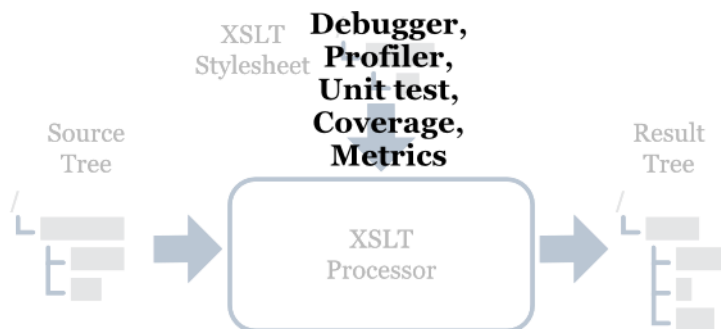 XSLT
Stylesheet
Debugger,
Profiler,
Unit test,
Coverage,
Metrics
Source
Tree
/
XSLT
Processor
Result
Tree
/